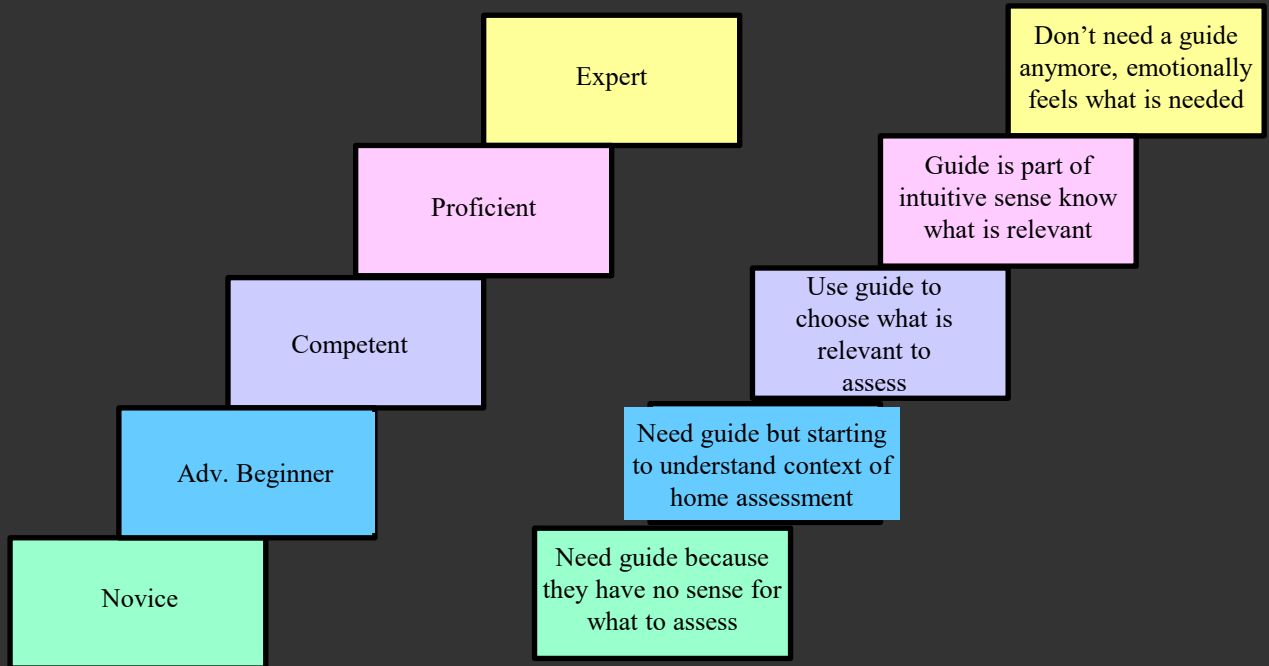 Expert
Don’t need a guide
anymore, emotionally
feels what is needed
Proficient
Guide is part of
intuitive sense know
what is relevant
Competent
Use guide to
choose what is
relevant to
assess
Adv. Beginner
Need guide but starting
to understand context of
home assessment
Novice
Need guide because
they have no sense for
what to assess